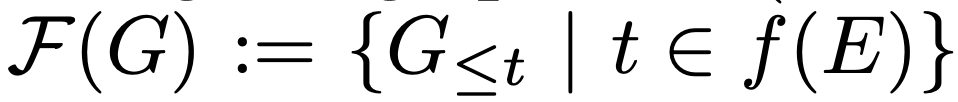 𝓕(G) := {G≤t | t ∈ f(E)}